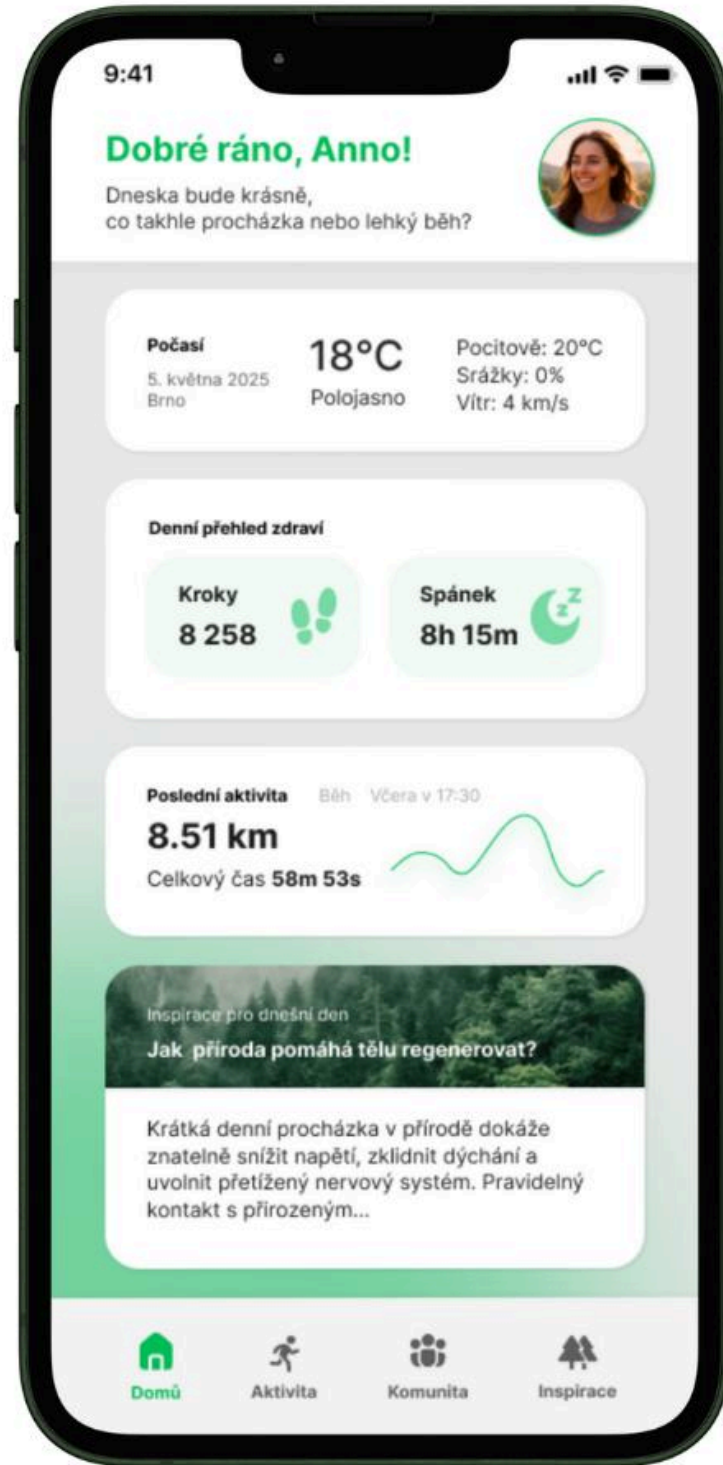 9:41
Dobré ráno, Anno!
Dneska bude krásně,
co takhle procházka nebo lehký běh?
Počasí
5. května 2025
Brno
18°C
Polojasno
Pocitově: 20°C
Srážky: 0%
Vítr: 4 km/s
Denní přehled zdraví
Kroky
8 258
Spánek
8h 15m
z z
Poslední aktivita Běh Včera v 17:30
8.51 km
Celkový čas 58m 53s
Inspirace pro dnešní den
Jak příroda pomáhá tělu regenerovat?
Krátká denní procházka v přírodě dokáže
znatelně snížit napětí, zklidnit dýchání a
uvolnit přetížený nervový systém. Pravidelný
kontakt s přirozeným...
Domů Aktivita Komunita Inspirace